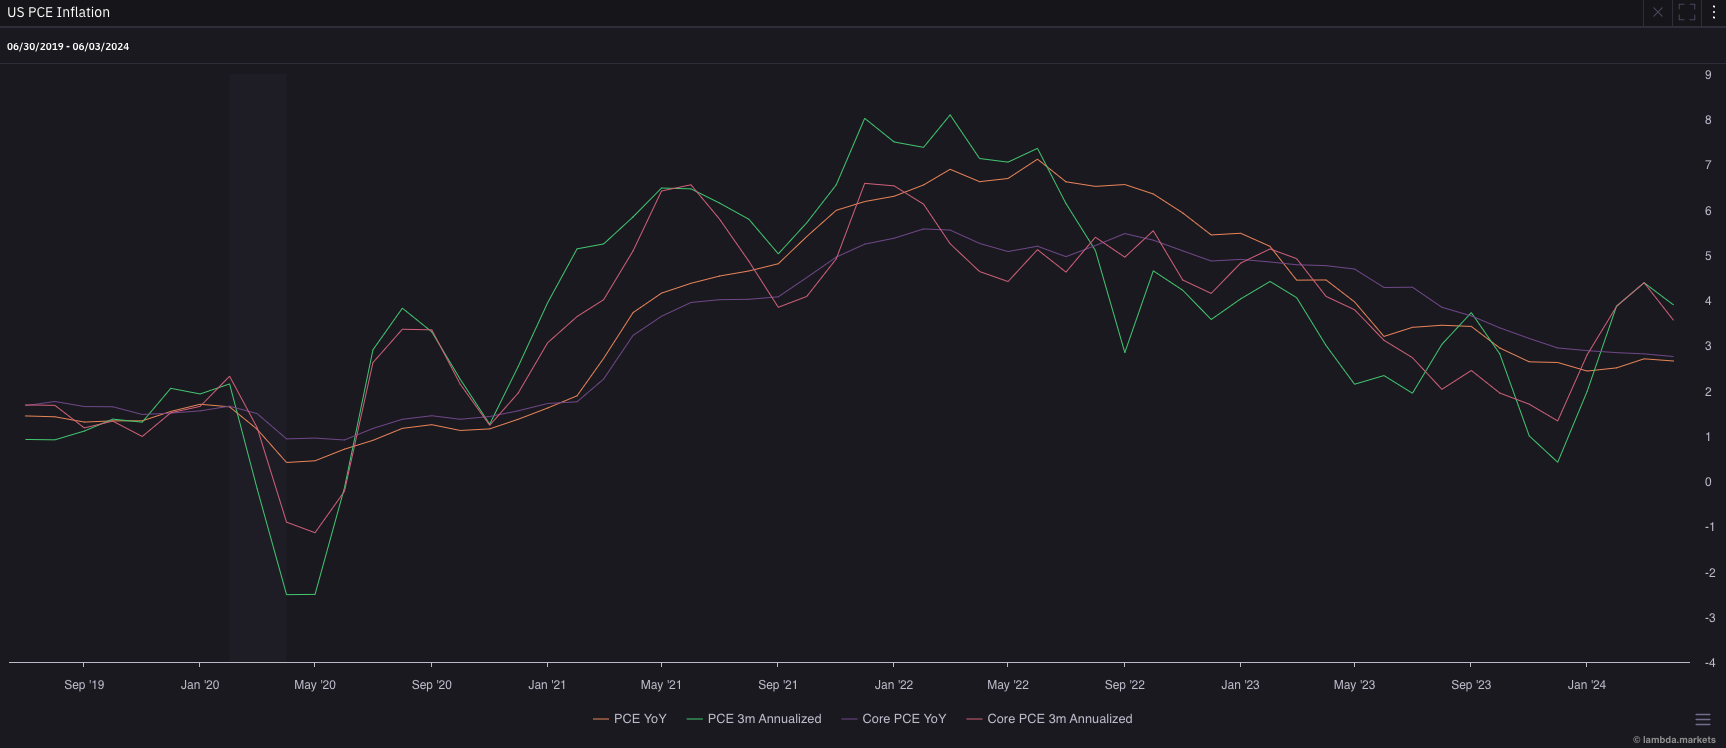 US PCE Inflation
06/30/2019 - 06/03/2024
9
8
7
6
5
4
3
2
1
0
-1
-2
-3
-4
Sep '19 Jan '20 May '20 Sep '20 Jan '21 May '21 Sep '21 Jan '22 May '22 Sep '22 Jan '23 May '23 Sep '23 Jan '24
PCE YoY PCE 3m Annualized Core PCE YoY Core PCE 3m Annualized
© lambda.markets